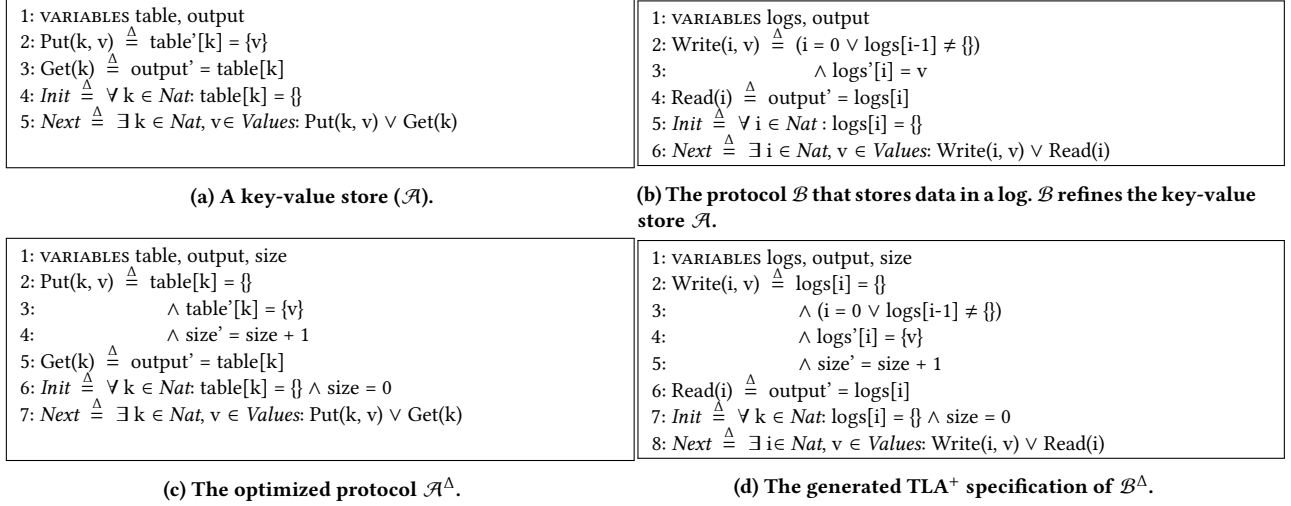 1: VARIABLES table, output
2: Put(k, v) ≜ table'[k] = {v}
3: Get(k) ≜ output' = table[k]
4: Init ≜ ∀ k ∈ Nat: table[k] = {}
5: Next ≜ ∃ k ∈ Nat, v∈ Values: Put(k, v) ∨ Get(k)
(a) A key-value store (𝒜).
1: VARIABLES logs, output
2: Write(i, v) ≜ (i = 0 ∨ logs[i-1] ≠ {})
3: ∧ logs'[i] = v
4: Read(i) ≜ output' = logs[i]
5: Init ≜ ∀ i ∈ Nat : logs[i] = {}
6: Next ≜ ∃ i ∈ Nat, v ∈ Values: Write(i, v) ∨ Read(i)
(b) The protocol ℬ that stores data in a log. ℬ refines the key-value
store 𝒜.
1: VARIABLES table, output, size
2: Put(k, v) ≜ table[k] = {}
3: ∧ table'[k] = {v}
4: ∧ size' = size + 1
5: Get(k) ≜ output' = table[k]
6: Init ≜ ∀ k ∈ Nat: table[k] = {} ∧ size = 0
7: Next ≜ ∃ k ∈ Nat, v ∈ Values: Put(k, v) ∨ Get(k)
(c) The optimized protocol 𝒜^Δ.
1: VARIABLES logs, output, size
2: Write(i, v) ≜ logs[i] = {}
3: ∧ (i = 0 ∨ logs[i-1] ≠ {})
4: ∧ logs'[i] = {v}
5: ∧ size' = size + 1
6: Read(i) ≜ output' = logs[i]
7: Init ≜ ∀ k ∈ Nat: logs[i] = {} ∧ size = 0
8: Next ≜ ∃ i∈ Nat, v ∈ Values: Write(i, v) ∨ Read(i)
(d) The generated TLA⁺ specification of ℬ^Δ.